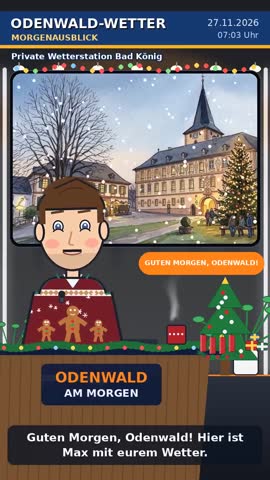 ODENWALD-WETTER
27.11.2026
MORGENAUSBLICK
07:03 Uhr
Private Wetterstation Bad König
GUTEN MORGEN, ODENWALD!
ODENWALD
AM MORGEN
Guten Morgen, Odenwald! Hier ist
Max mit eurem Wetter.